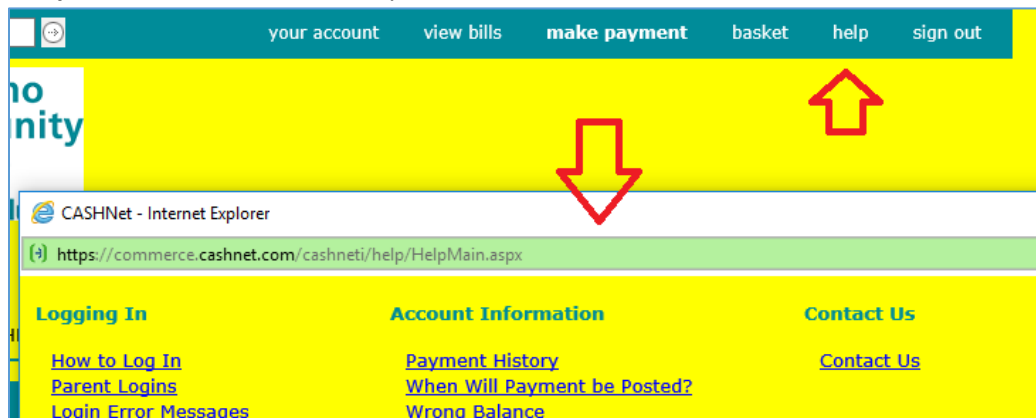 your account view bills make payment basket help sign out
no
nity
CASHNet - Internet Explorer
https://commerce.cashnet.com/cashneti/help/HelpMain.aspx
Logging In Account Information Contact Us
How to Log In Payment History Contact Us
Parent Logins When Will Payment be Posted?
Login Error Messages Wrong Balance